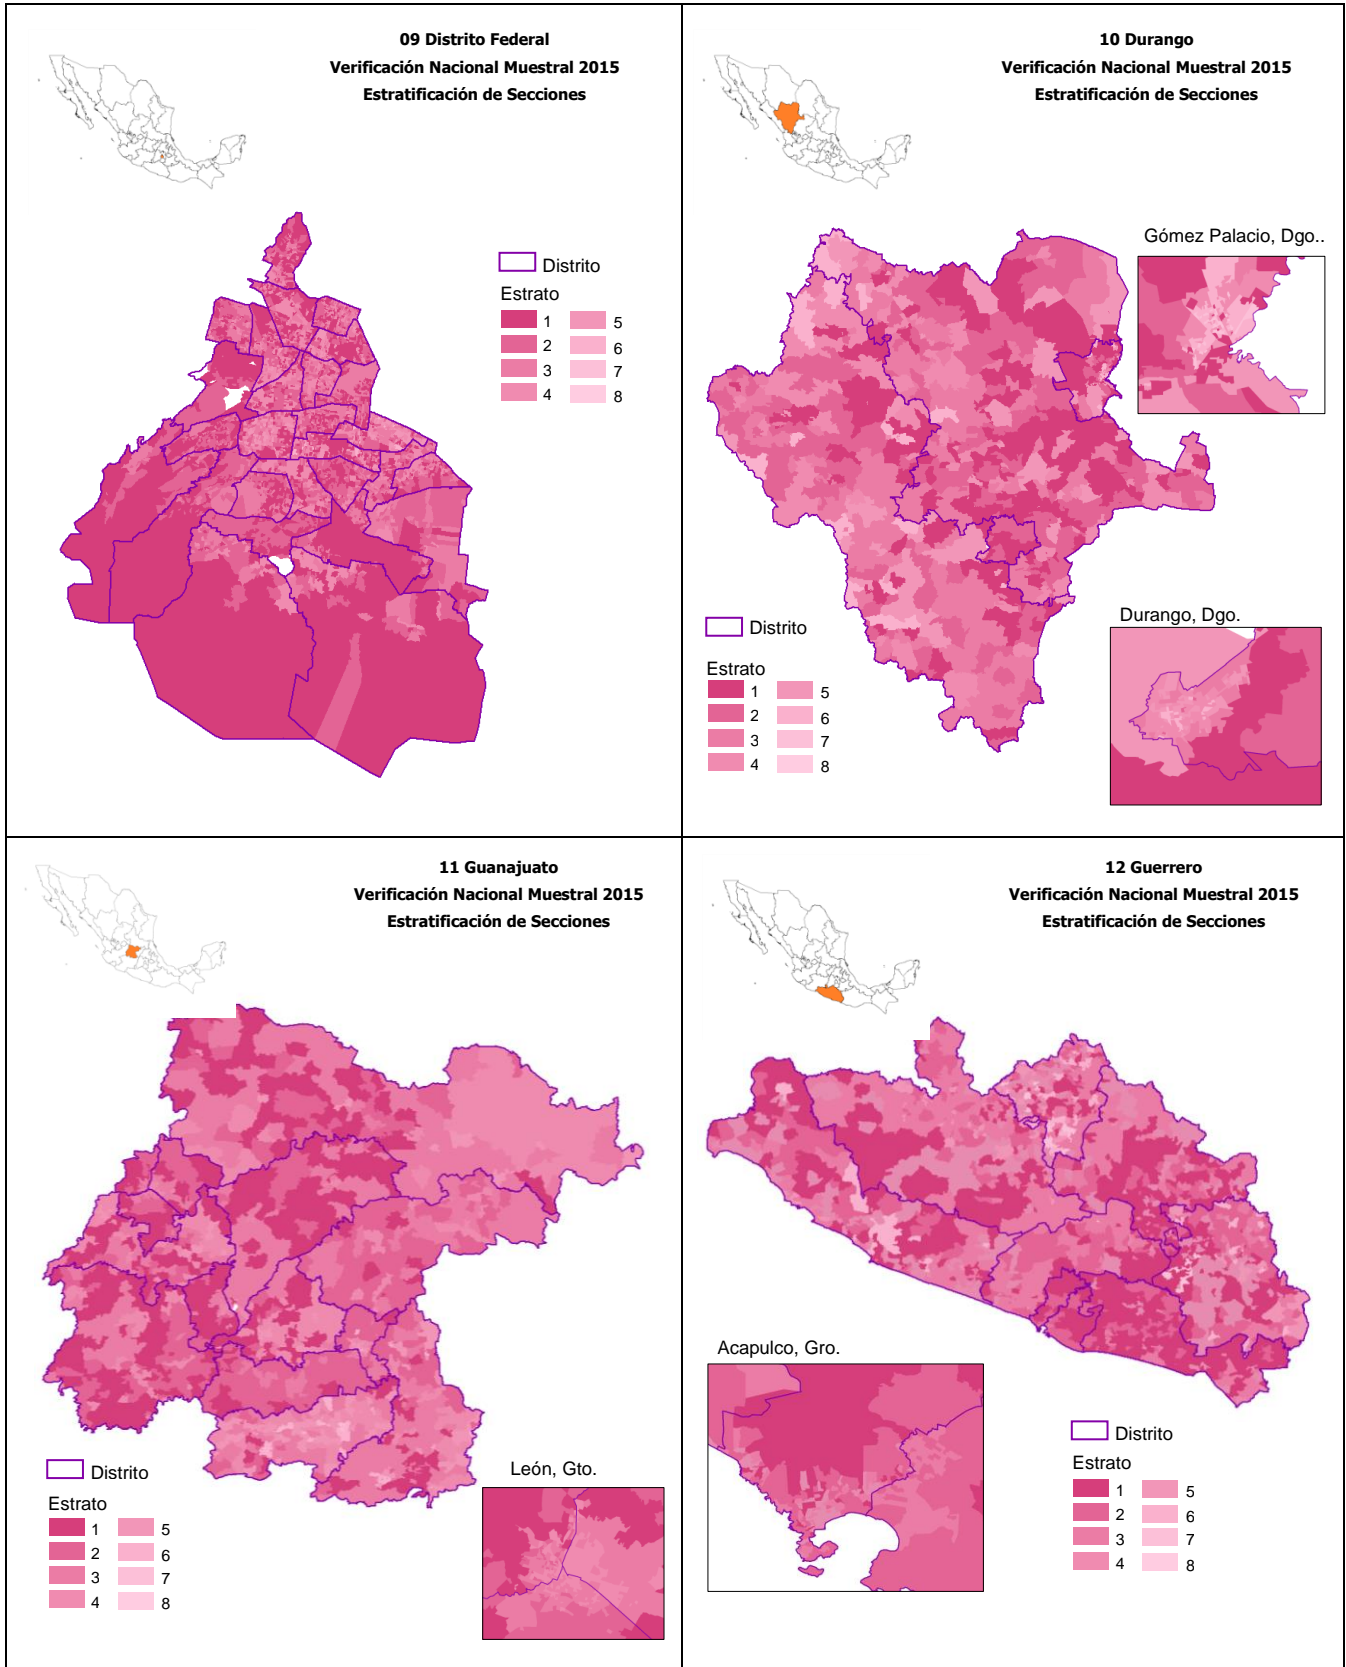 09 Distrito Federal
Verificación Nacional Muestral 2015
Estratificación de Secciones
Distrito
Estrato
1 5
2 6
3 7
4 8
10 Durango
Verificación Nacional Muestral 2015
Estratificación de Secciones
Gómez Palacio, Dgo..
Distrito
Durango, Dgo.
Estrato
1 5
2 6
3 7
4 8
11 Guanajuato
Verificación Nacional Muestral 2015
Estratificación de Secciones
Distrito
León, Gto.
Estrato
1 5
2 6
3 7
4 8
12 Guerrero
Verificación Nacional Muestral 2015
Estratificación de Secciones
Acapulco, Gro.
Distrito
Estrato
1 5
2 6
3 7
4 8